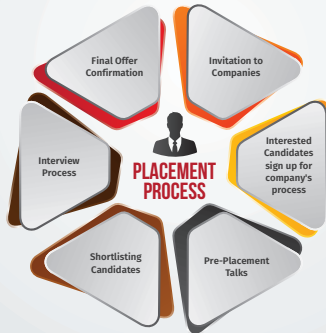 Final Offer
Confirmation
Invitation to
Companies
Interview
Process
PLACEMENT
PROCESS
Interested
Candidates
sign up for
company's
process
Shortlisting
Candidates
Pre-Placement
Talks